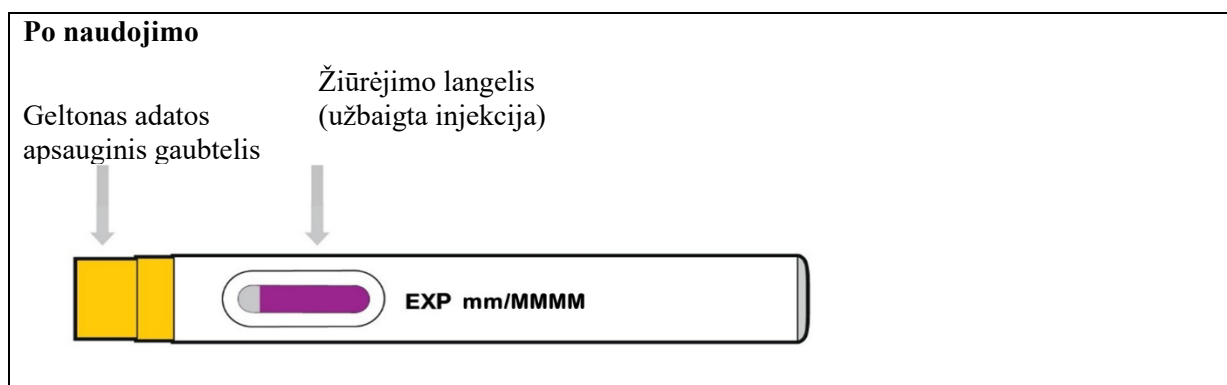 Po naudojimo
Geltonas adatos
apsauginis gaubtelis
Žiūrėjimo langelis
(užbaigta injekcija)
EXP mm/MMMM